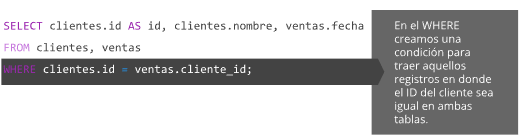 SELECT clientes.id AS id, clientes.nombre, ventas.fecha
FROM clientes, ventas
WHERE clientes.id = ventas.cliente_id;
En el WHERE
creamos una
condición para
traer aquellos
registros en donde
el ID del cliente sea
igual en ambas
tablas.